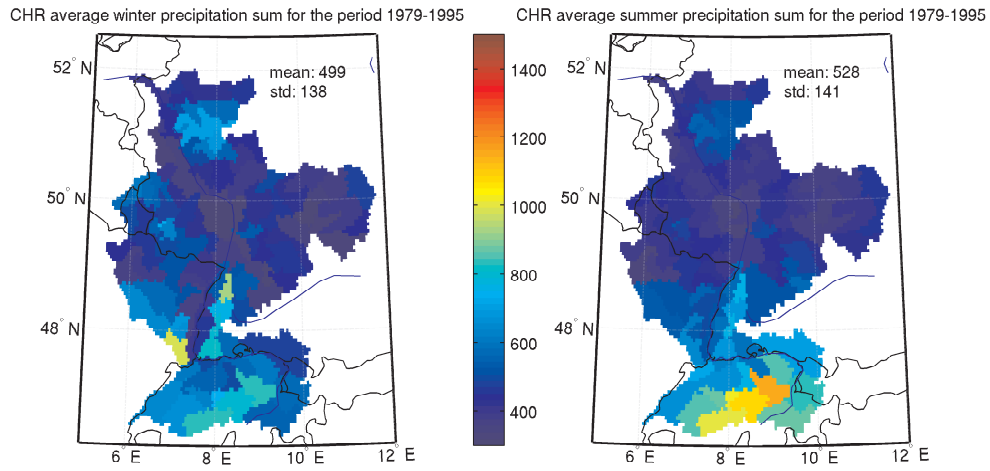 CHR average winter precipitation sum for the period 1979-1995
mean: 499
std: 138
52° N
50° N
48° N
6° E
8° E
10° E
12° E
1400
1200
1000
800
600
400
CHR average summer precipitation sum for the period 1979-1995
mean: 528
std: 141
52° N
50° N
48° N
6° E
8° E
10° E
12° E